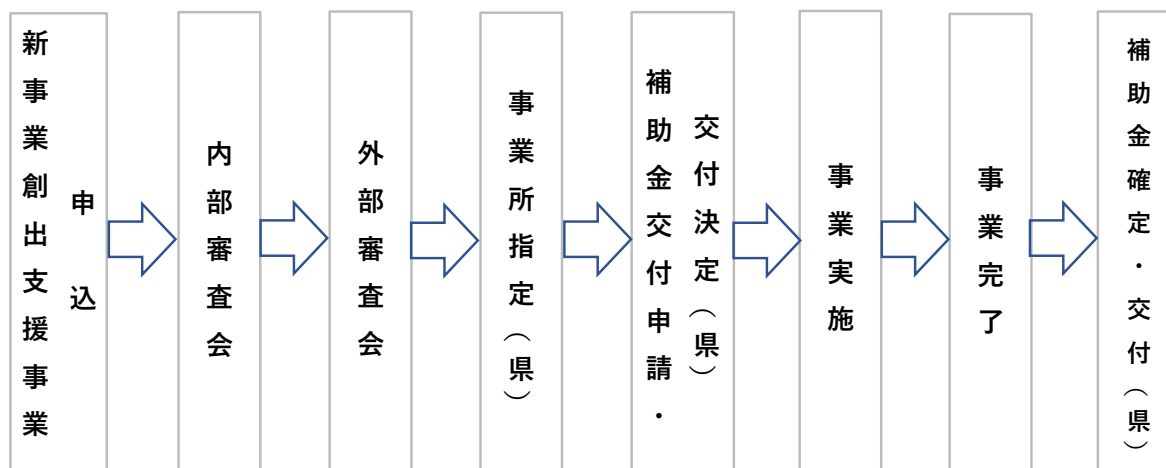 新事業創出支援事業
申込
内部審査会
外部審査会
事業所指定（県）
補助金交付申請・
交付決定（県）
事業実施
事業完了
補助金確定・交付（県）